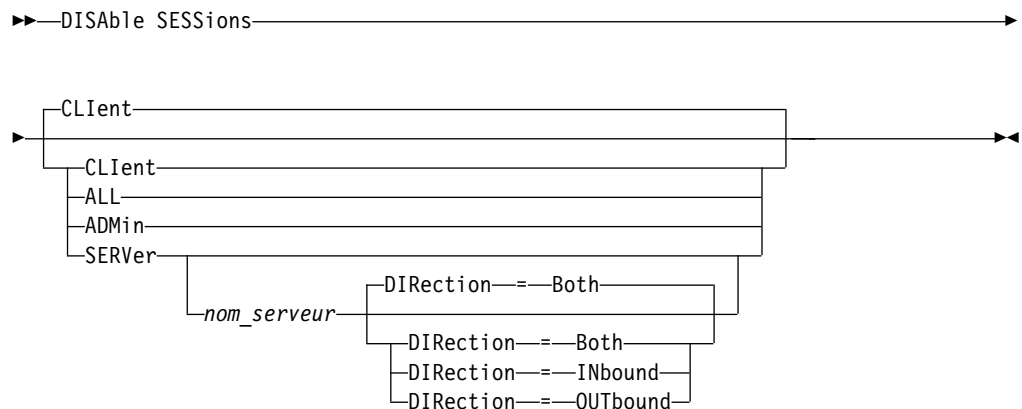 DISAble SESSions
CLIent
CLIent
ALL
ADMin
SERVer
DIRection = Both
nom_serveur
DIRection = Both
DIRection = INbound
DIRection = OUTbound